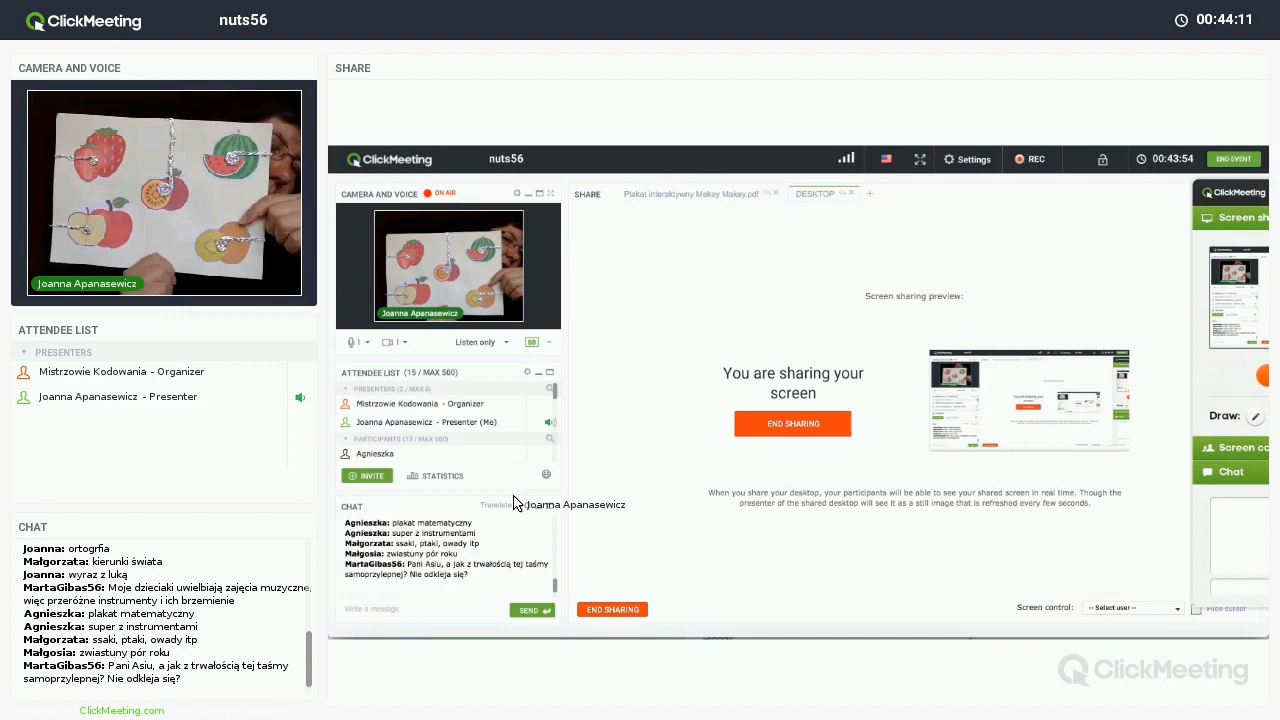 ClickMeeting
nuts56
00:44:11
CAMERA AND VOICE
Joanna Apanasewicz
ATTENDEE LIST
PRESENTERS
Mistrzowie Kodowania - Organizer
Joanna Apanasewicz - Presenter
CHAT
Joanna: ortogrfia
Małgorzata: kierunki świata
Joanna: wyraz z luką
MartaGibas56: Moje dzieciaki uwielbiają zajęcia muzyczne,
więc przeróżne instrumenty i ich brzemienie
Agnieszka: plakat matematyczny
Agnieszka: super z instrumentami
Małgorzata: ssaki, ptaki, owady itp
Małgosia: zwiastuny pór roku
MartaGibas56: Pani Asiu, a jak z trwałością tej taśmy
samoprzylepnej? Nie odkleja się?
ClickMeeting.com
SHARE
ClickMeeting
nuts56
Settings
REC
00:43:54
END EVENT
CAMERA AND VOICE
ON AIR
Joanna Apanasewicz
Listen only
SD
ATTENDEE LIST (15 / MAX 500)
PRESENTERS (2 / MAX 5)
Mistrzowie Kodowania - Organizer
Joanna Apanasewicz - Presenter (Me)
PARTICIPANTS (13 / MAX 500)
Agnieszka
INVITE
STATISTICS
CHAT
Translate
Joanna Apanasewicz
Agnieszka: plakat matematyczny
Agnieszka: super z instrumentami
Małgorzata: ssaki, ptaki, owady itp
Małgosia: zwiastuny pór roku
MartaGibas56: Pani Asiu, a jak z trwałością tej taśmy
samoprzylepnej? Nie odkleja się?
Write a message
SEND
SHARE
Plakat interaktywny Makey Makey.pdf
DESKTOP
+
Screen sharing preview:
You are sharing your
screen
END SHARING
When you share your desktop, your participants will be able to see your shared screen in real time. Though the
presenter of the shared desktop will see it as a still image that is refreshed every few seconds.
END SHARING
Screen control:
-- Select user --
Hide cursor
ClickMeeting
Screen sh
Draw:
Screen co
Chat
ClickMeeting